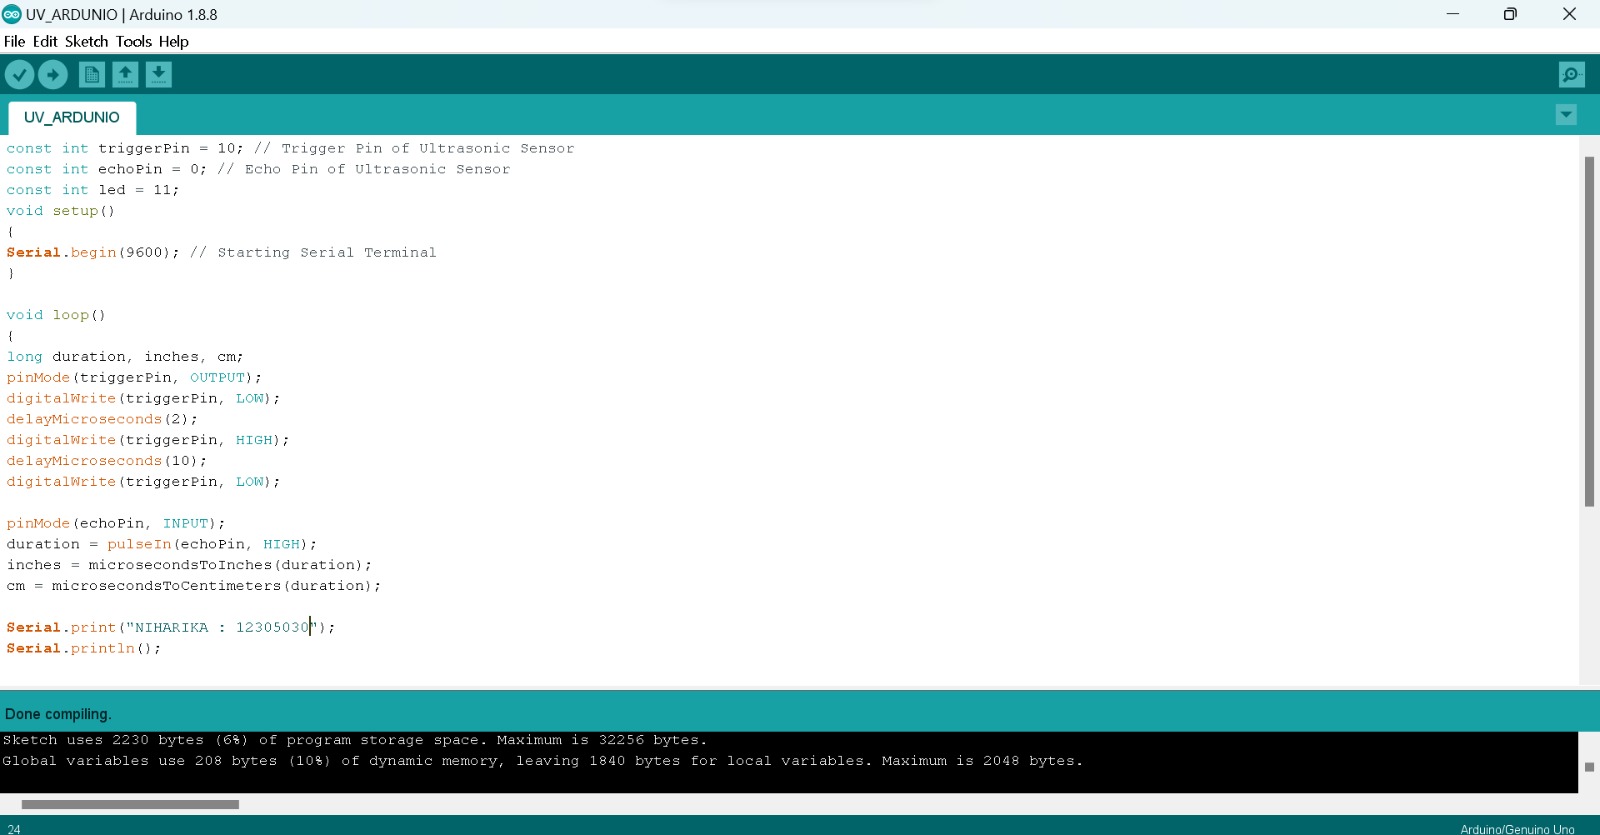 UV_ARDUNIO | Arduino 1.8.8
File Edit Sketch Tools Help
UV_ARDUNIO
const int triggerPin = 10; // Trigger Pin of Ultrasonic Sensor
const int echoPin = 0; // Echo Pin of Ultrasonic Sensor
const int led = 11;
void setup()
{
Serial.begin(9600); // Starting Serial Terminal
}
void loop()
{
long duration, inches, cm;
pinMode(triggerPin, OUTPUT);
digitalWrite(triggerPin, LOW);
delayMicroseconds(2);
digitalWrite(triggerPin, HIGH);
delayMicroseconds(10);
digitalWrite(triggerPin, LOW);
pinMode(echoPin, INPUT);
duration = pulseIn(echoPin, HIGH);
inches = microsecondsToInches(duration);
cm = microsecondsToCentimeters(duration);
Serial.print("NIHARIKA : 12305030");
Serial.println();
Done compiling.
Sketch uses 2230 bytes (6%) of program storage space. Maximum is 32256 bytes.
Global variables use 208 bytes (10%) of dynamic memory, leaving 1840 bytes for local variables. Maximum is 2048 bytes.
24
Arduino/Genuino Uno